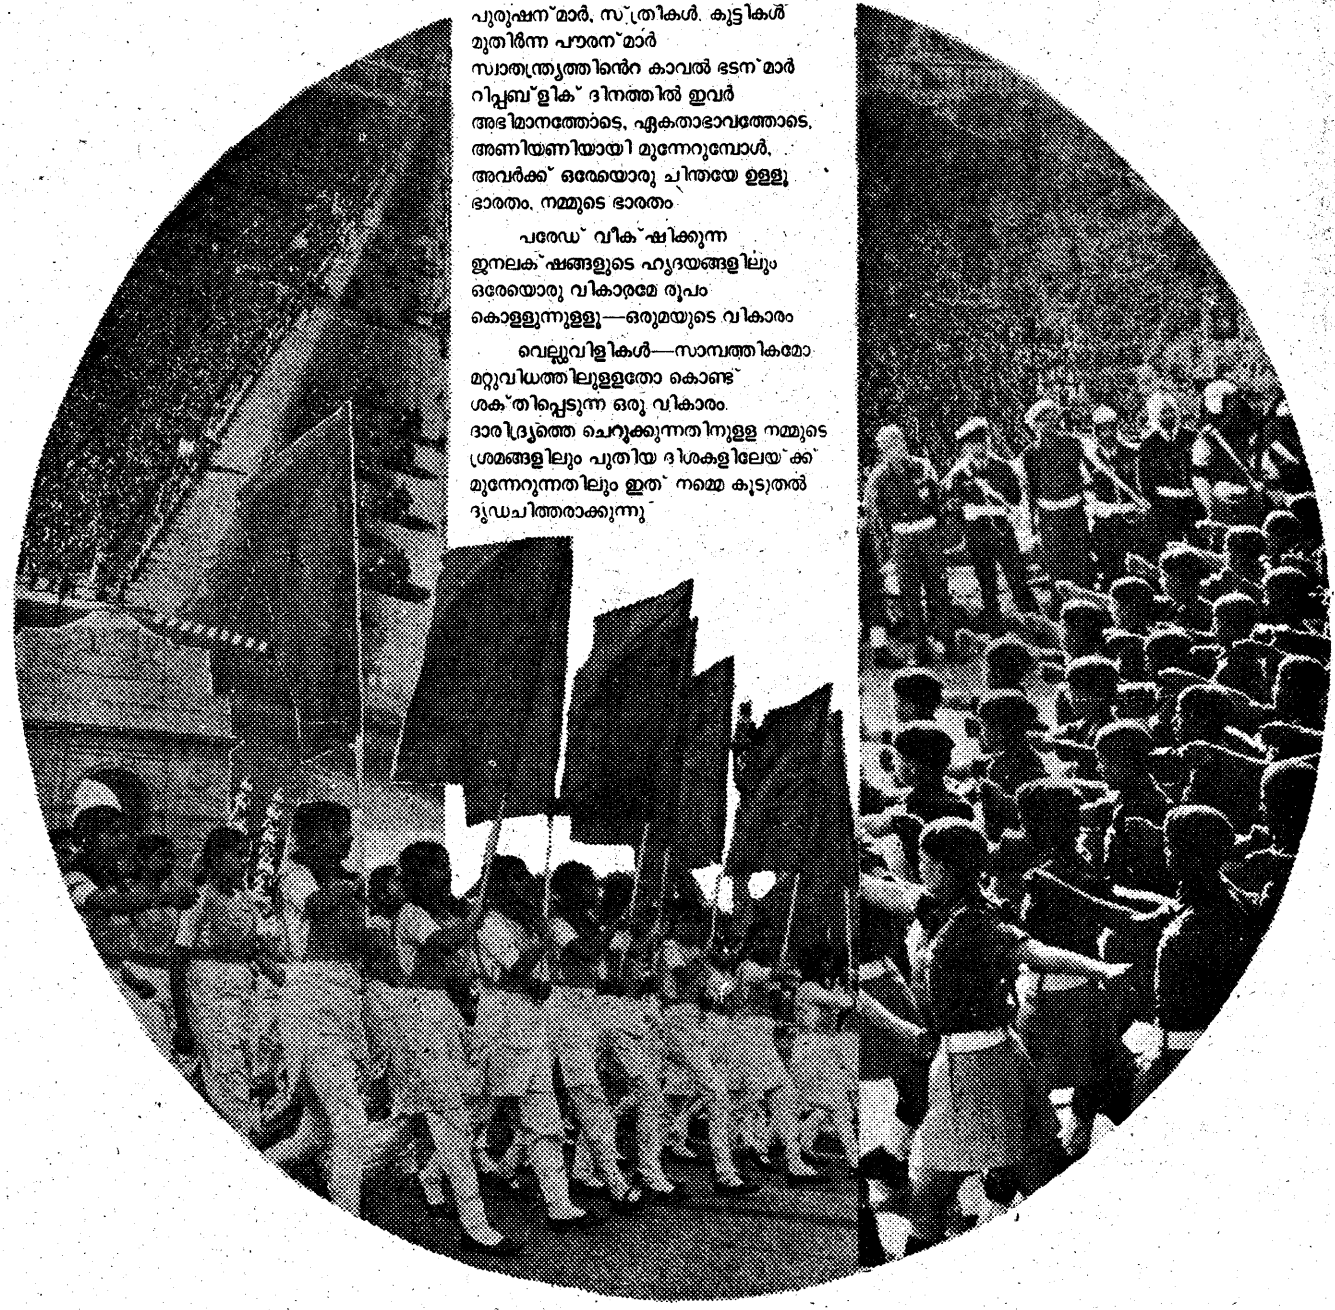 പുരുഷന്മാർ, സ്ത്രീകൾ, കുട്ടികൾ
മുതിർന്ന പൗരന്മാർ
സ്വാതന്ത്ര്യത്തിന്റെ കാവൽ ഭടന്മാർ
റിപ്പബ്ളിക് ദിനത്തിൽ ഇവർ
അഭിമാനത്തോടെ, ഏകതാഭാവത്തോടെ,
അണിയണിയായി മുന്നേറുമ്പോൾ,
അവർക്ക് ഒരേയൊരു ചിന്തയേ ഉള്ളൂ
ഭാരതം, നമ്മുടെ ഭാരതം
പരേഡ് വീക്ഷിക്കുന്ന
ജനലക്ഷങ്ങളുടെ ഹൃദയങ്ങളിലും
ഒരേയൊരു വികാരമേ രൂപം
കൊള്ളുന്നുള്ളൂ—ഒരുമയുടെ വികാരം
വെല്ലുവിളികൾ—സാമ്പത്തികമോ
മറ്റുവിധത്തിലുള്ളതോ കൊണ്ട്
ശക്തിപ്പെടുന്ന ഒരു വികാരം.
ദാരിദ്ര്യത്തെ ചെറുക്കുന്നതിനുള്ള നമ്മുടെ
ശ്രമങ്ങളിലും പുതിയ ദിശകളിലേയ്ക്ക്
മുന്നേറുന്നതിലും ഇത് നമ്മെ കൂടുതൽ
ദൃഢചിത്തരാക്കുന്നു